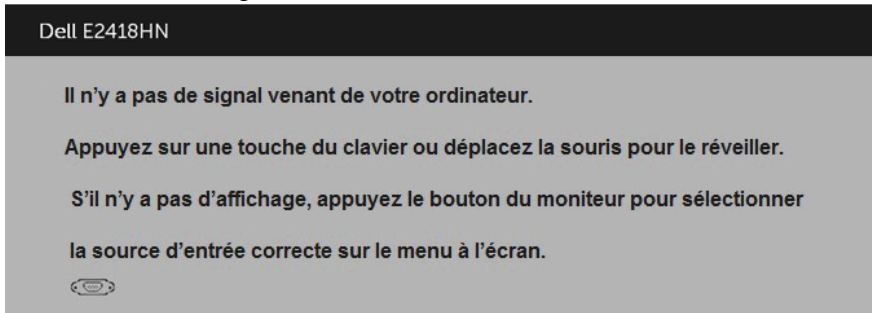 Dell E2418HN
Il n’y a pas de signal venant de votre ordinateur.
Appuyez sur une touche du clavier ou déplacez la souris pour le réveiller.
S’il n’y a pas d’affichage, appuyez le bouton du moniteur pour sélectionner
la source d’entrée correcte sur le menu à l’écran.